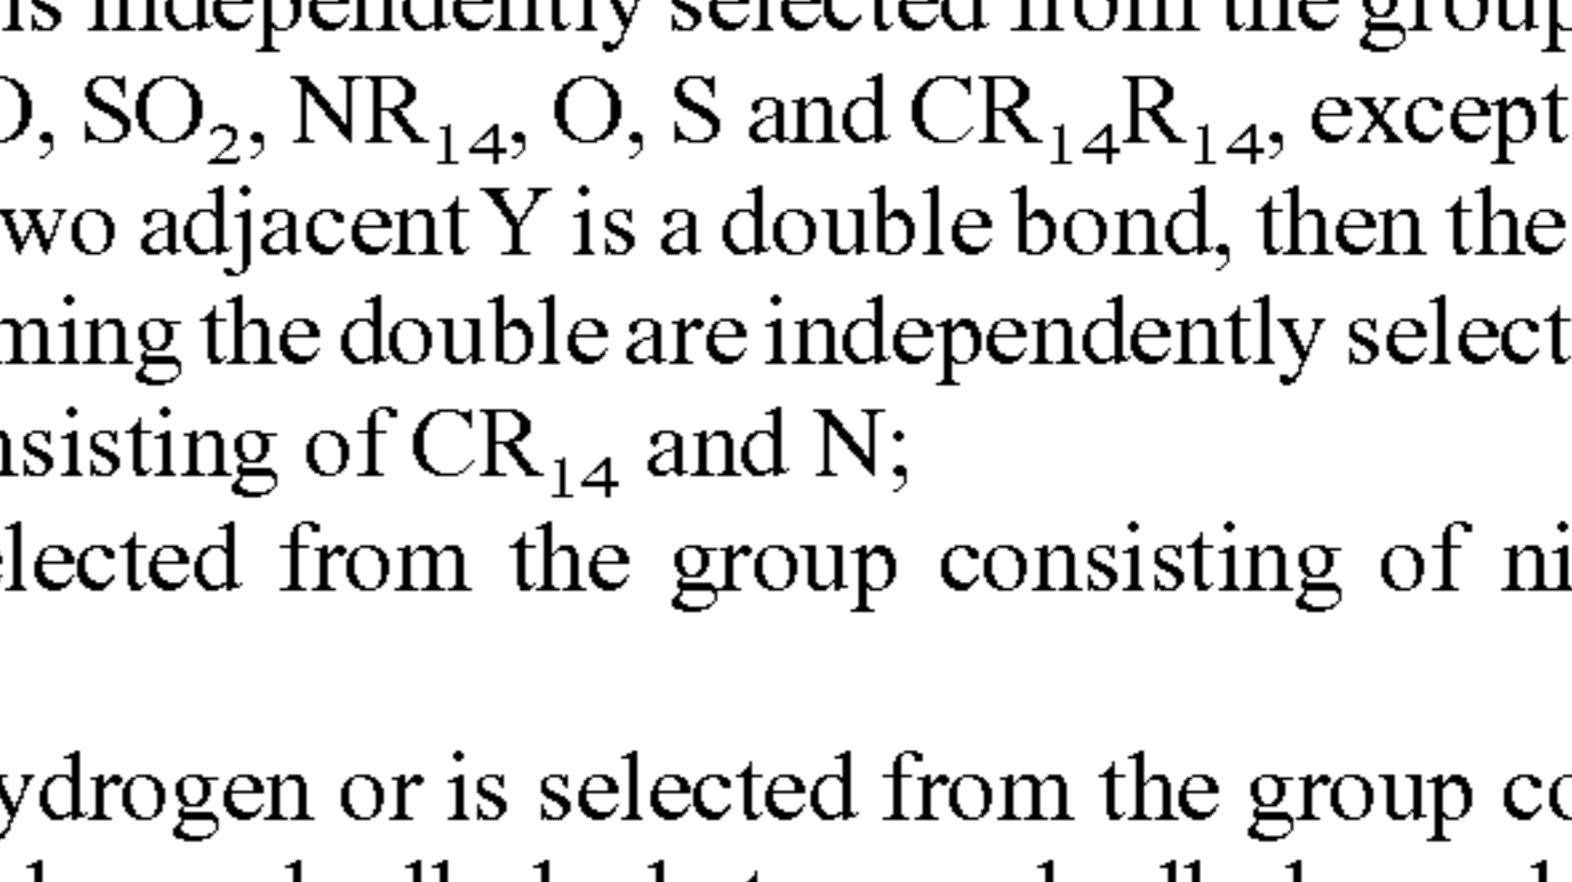 is independently selected from the group
O, SO₂, NR₁₄, O, S and CR₁₄R₁₄, except
wo adjacent Y is a double bond, then the
ming the double are independently select
nsisting of CR₁₄ and N;
elected from the group consisting of ni
ydrogen or is selected from the group co